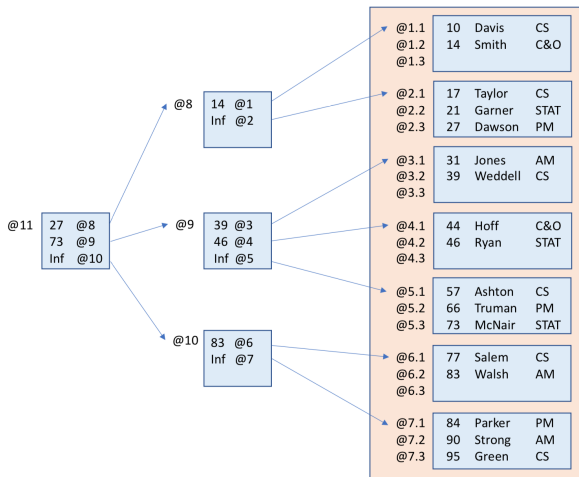 @11
27 @8
73 @9
Inf @10
@8
14 @1
Inf @2
@9
39 @3
46 @4
Inf @5
@10
83 @6
Inf @7
@1.1 10 Davis CS
@1.2 14 Smith C&O
@1.3
@2.1 17 Taylor CS
@2.2 21 Garner STAT
@2.3 27 Dawson PM
@3.1 31 Jones AM
@3.2 39 Weddell CS
@3.3
@4.1 44 Hoff C&O
@4.2 46 Ryan STAT
@4.3
@5.1 57 Ashton CS
@5.2 66 Truman PM
@5.3 73 McNair STAT
@6.1 77 Salem CS
@6.2 83 Walsh AM
@6.3
@7.1 84 Parker PM
@7.2 90 Strong AM
@7.3 95 Green CS